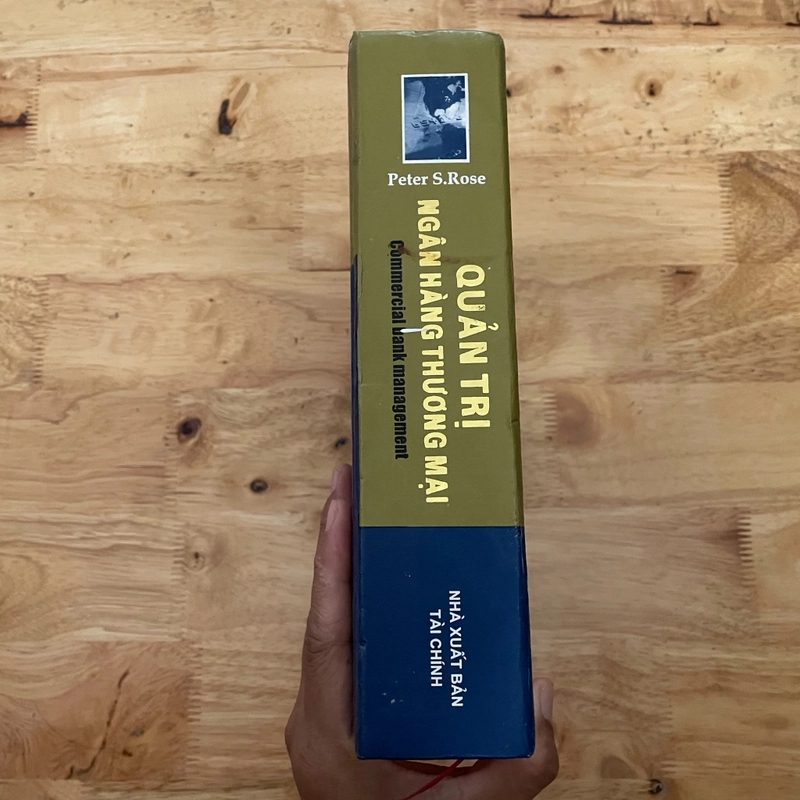 Peter S.Rose
QUẢN TRỊ
NGÂN HÀNG THƯƠNG MẠI
Commercial bank management
NHÀ XUẤT BẢN
TÀI CHÍNH